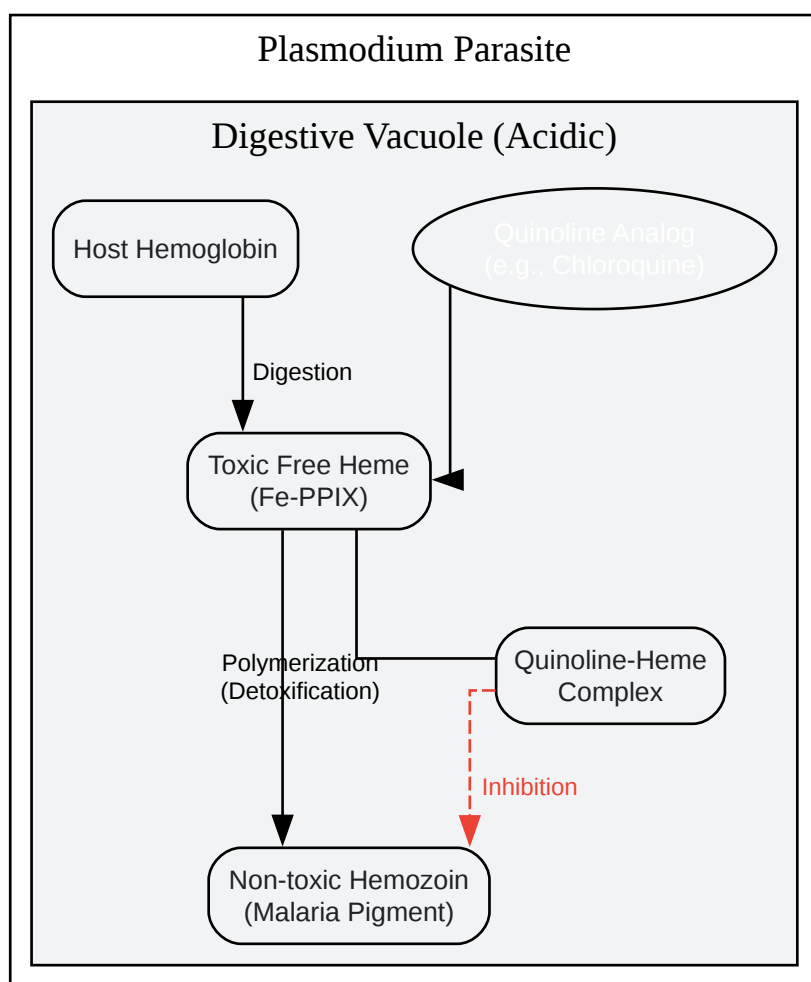 Plasmodium Parasite
Digestive Vacuole (Acidic)
Host Hemoglobin
Quinoline Analog
(e.g., Chloroquine)
Digestion
Toxic Free Heme
(Fe-PPIX)
Polymerization
(Detoxification)
Quinoline-Heme
Complex
Inhibition
Non-toxic Hemozoin
(Malaria Pigment)